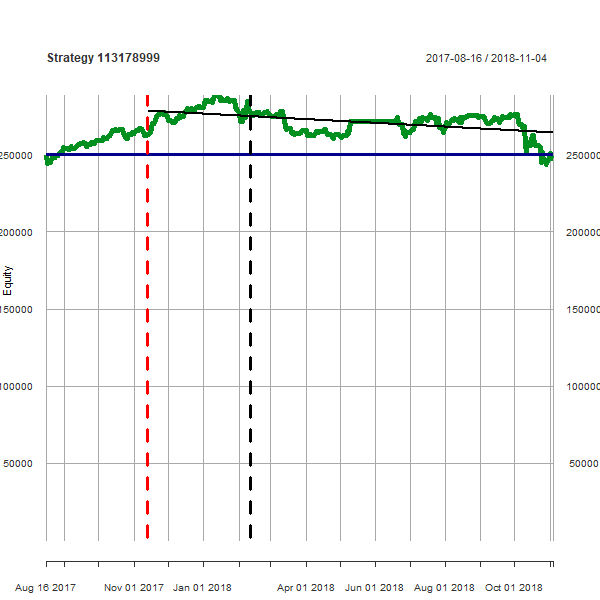 Strategy 113178999 2017-08-16 / 2018-11-04
250000 250000
200000 200000
Equity
150000 150000
100000 100000
50000 50000
Aug 16 2017 Nov 01 2017 Jan 01 2018 Apr 01 2018 Jun 01 2018 Aug 01 2018 Oct 01 2018